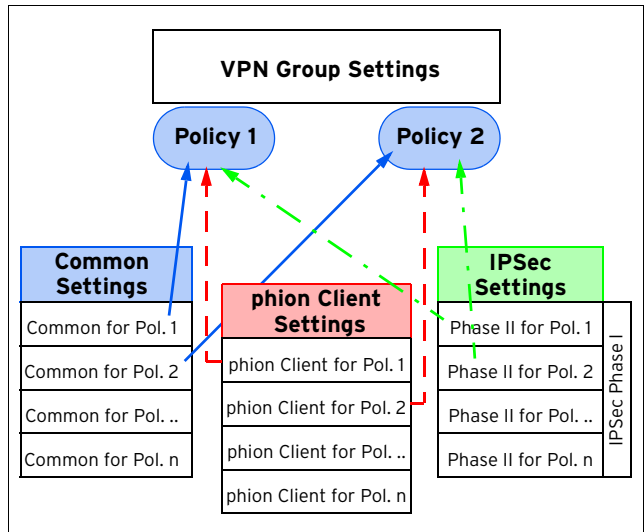 VPN Group Settings
Policy 1
Policy 2
Common
Settings
Common for Pol. 1
Common for Pol. 2
Common for Pol. ..
Common for Pol. n
phion Client
Settings
phion Client for Pol. 1
phion Client for Pol. 2
phion Client for Pol. ..
phion Client for Pol. n
IPSec
Settings
Phase II for Pol. 1
Phase II for Pol. 2
Phase II for Pol. ..
Phase II for Pol. n
IPSec Phase I